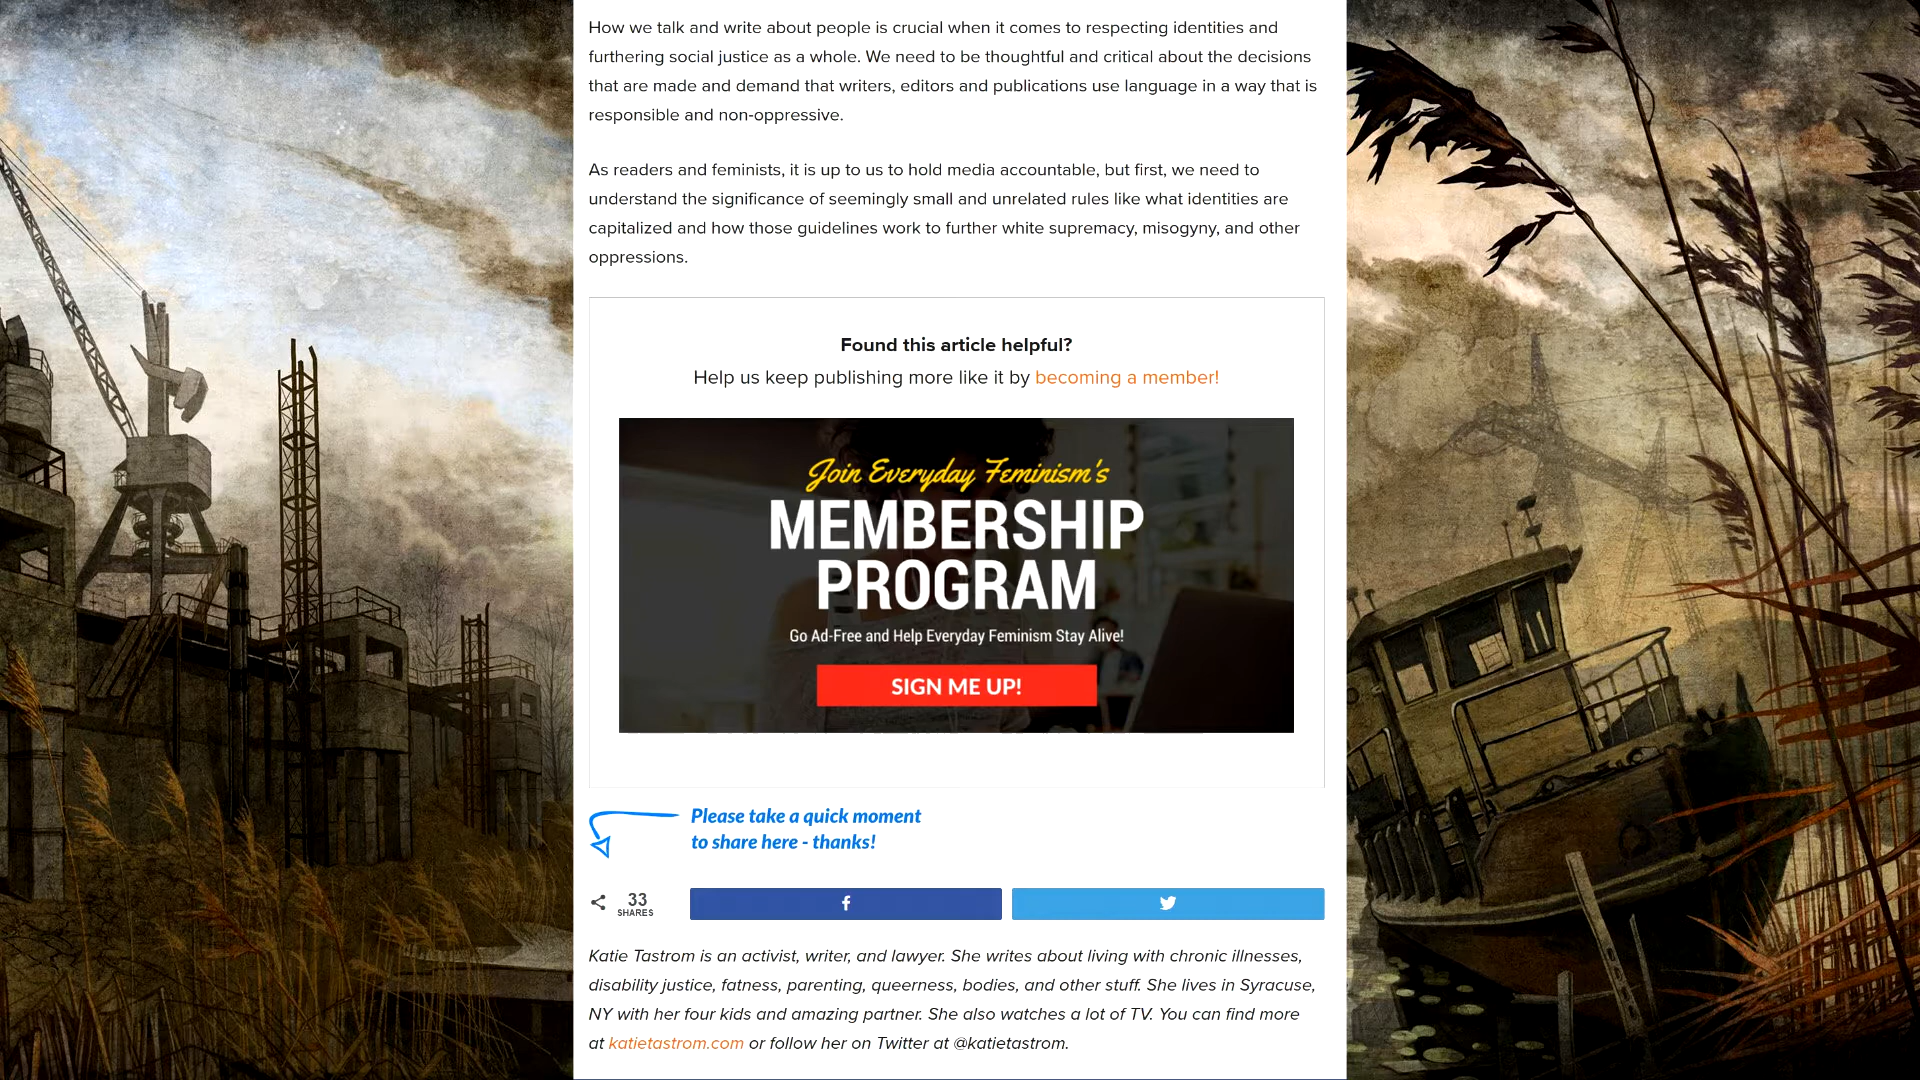 How we talk and write about people is crucial when it comes to respecting identities and
furthering social justice as a whole. We need to be thoughtful and critical about the decisions
that are made and demand that writers, editors and publications use language in a way that is
responsible and non-oppressive.
As readers and feminists, it is up to us to hold media accountable, but first, we need to
understand the significance of seemingly small and unrelated rules like what identities are
capitalized and how those guidelines work to further white supremacy, misogyny, and other
oppressions.
Found this article helpful?
Help us keep publishing more like it by becoming a member!
Join Everyday Feminism's
MEMBERSHIP
PROGRAM
Go Ad-Free and Help Everyday Feminism Stay Alive!
SIGN ME UP!
Please take a quick moment
to share here - thanks!
33
SHARES
Katie Tastrom is an activist, writer, and lawyer. She writes about living with chronic illnesses,
disability justice, fatness, parenting, queerness, bodies, and other stuff. She lives in Syracuse,
NY with her four kids and amazing partner. She also watches a lot of TV. You can find more
at katietastrom.com or follow her on Twitter at @katietastrom.